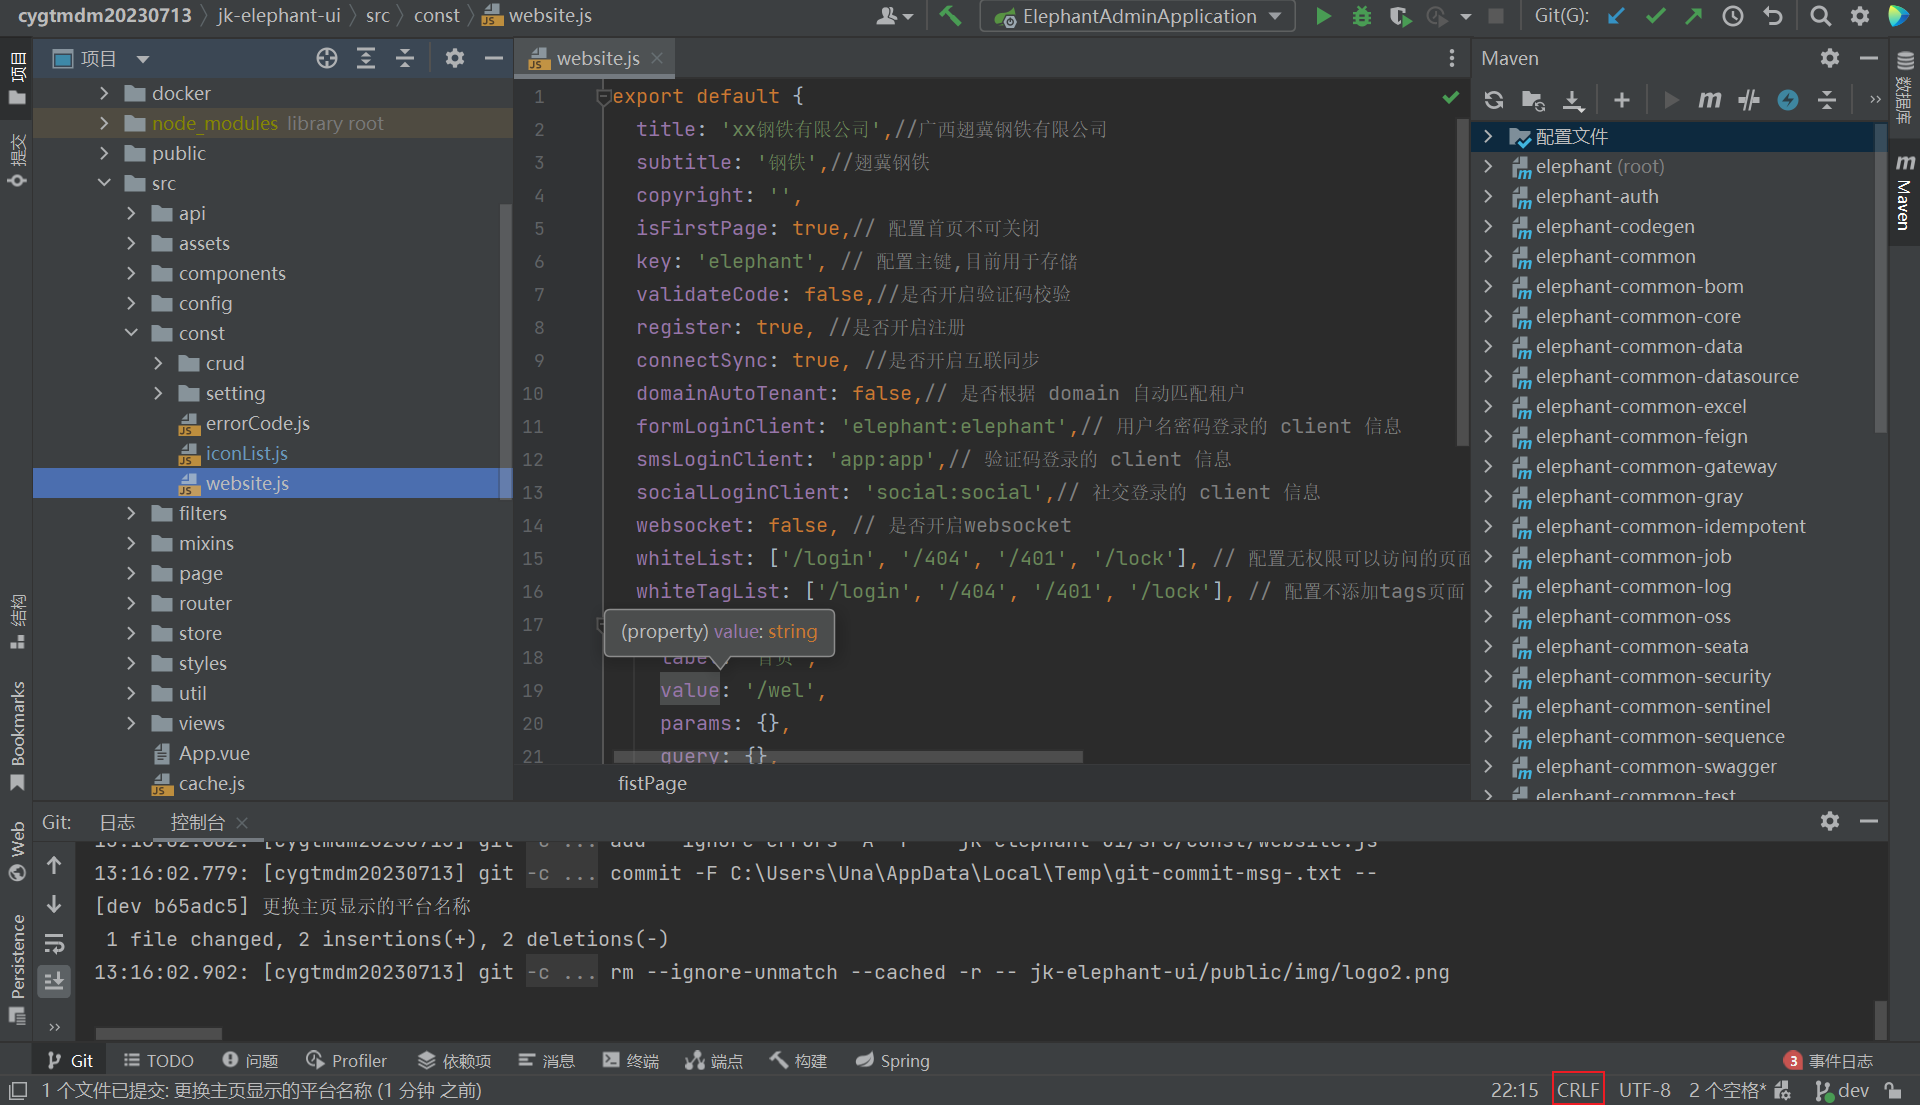 cygtmdm20230713 jk-elephant-ui src const website.js
ElephantAdminApplication
Git(G):
项目
website.js
Maven
docker
node_modules library root
public
src
api
assets
components
config
const
crud
setting
errorCode.js
iconList.js
website.js
filters
mixins
page
router
store
styles
util
views
App.vue
cache.js
1 export default {
2 title: 'xx钢铁有限公司',//广西翅冀钢铁有限公司
3 subtitle: '钢铁',//翅冀钢铁
4 copyright: '',
5 isFirstPage: true,// 配置首页不可关闭
6 key: 'elephant', // 配置主键,目前用于存储
7 validateCode: false,//是否开启验证码校验
8 register: true, //是否开启注册
9 connectSync: true, //是否开启互联同步
10 domainAutoTenant: false,// 是否根据 domain 自动匹配租户
11 formLoginClient: 'elephant:elephant',// 用户名密码登录的 client 信息
12 smsLoginClient: 'app:app',// 验证码登录的 client 信息
13 socialLoginClient: 'social:social',// 社交登录的 client 信息
14 websocket: false, // 是否开启websocket
15 whiteList: ['/login', '/404', '/401', '/lock'], // 配置无权限可以访问的页面
16 whiteTagList: ['/login', '/404', '/401', '/lock'], // 配置不添加tags页面
17
(property) value: string
18 label: '首页',
19 value: '/wel',
20 params: {},
21 query: {},
fistPage
配置文件
elephant (root)
elephant-auth
elephant-codegen
elephant-common
elephant-common-bom
elephant-common-core
elephant-common-data
elephant-common-datasource
elephant-common-excel
elephant-common-feign
elephant-common-gateway
elephant-common-gray
elephant-common-idempotent
elephant-common-job
elephant-common-log
elephant-common-oss
elephant-common-seata
elephant-common-security
elephant-common-sentinel
elephant-common-sequence
elephant-common-swagger
elephant-common-test
项目
提交
结构
Bookmarks
Web
Persistence
数据库
Maven
Git: 日志 控制台
13:16:02.779: [cygtmdm20230713] git -c ... commit -F C:\Users\Una\AppData\Local\Temp\git-commit-msg-.txt --
[dev b65adc5] 更换主页显示的平台名称
1 file changed, 2 insertions(+), 2 deletions(-)
13:16:02.902: [cygtmdm20230713] git -c ... rm --ignore-unmatch --cached -r -- jk-elephant-ui/public/img/logo2.png
Git TODO 问题 Profiler 依赖项 消息 终端 端点 构建 Spring 3 事件日志
1 个文件已提交: 更换主页显示的平台名称 (1 分钟 之前) 22:15 CRLF UTF-8 2 个空格* dev